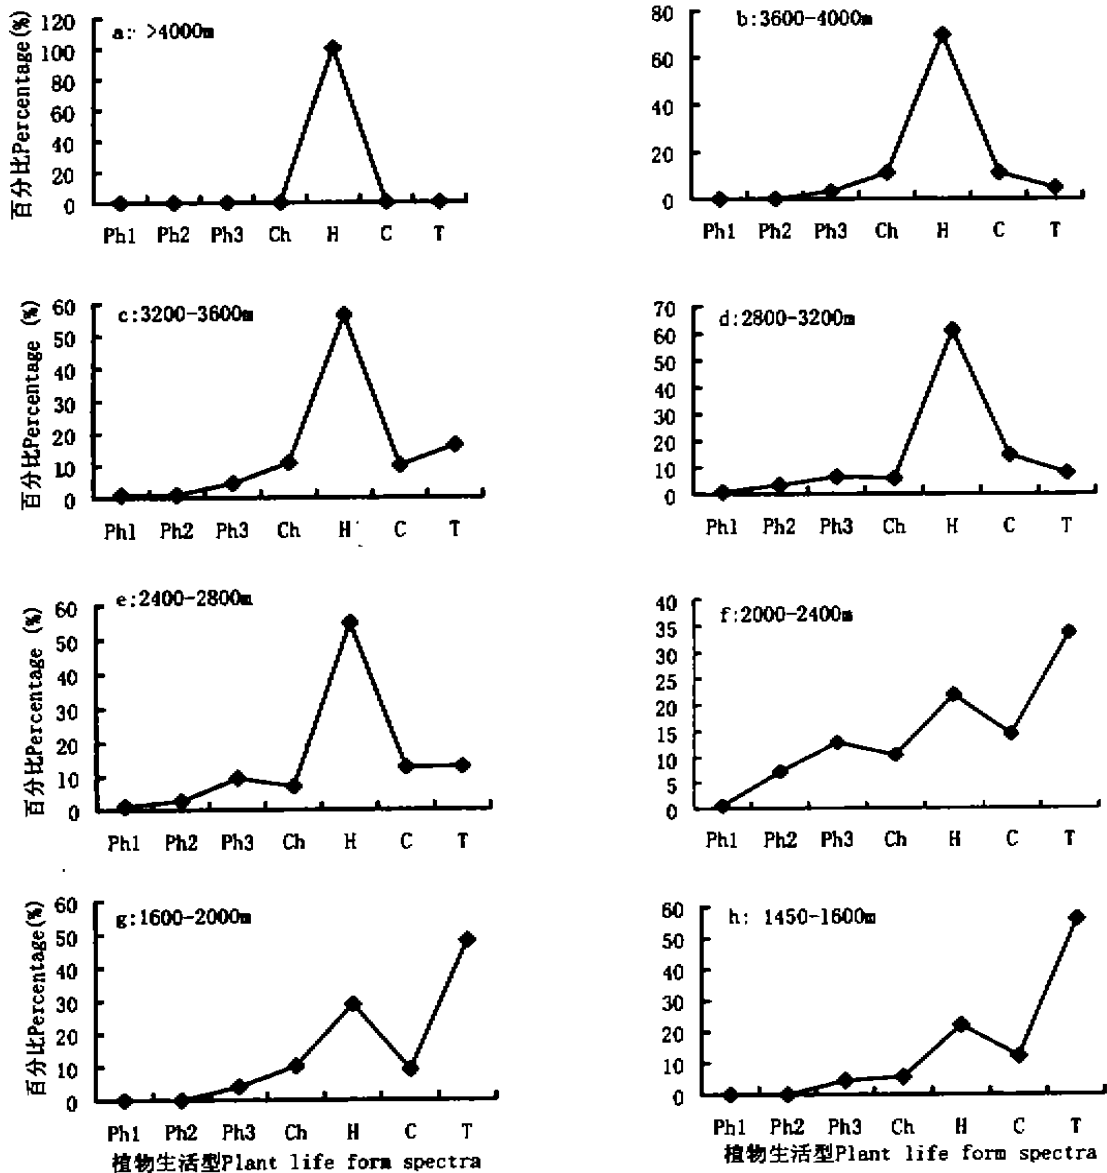 百分比Percentage(%)
a: >4000m
120
100
80
60
40
20
0
Ph1 Ph2 Ph3 Ch H C T
b:3600-4000m
80
60
40
20
0
Ph1 Ph2 Ph3 Ch H C T
百分比Percentage (%)
c:3200-3600m
60
50
40
30
20
10
0
Ph1 Ph2 Ph3 Ch H C T
d:2800-3200m
70
60
50
40
30
20
10
0
Ph1 Ph2 Ph3 Ch H C T
百分比Percentage (%)
e:2400-2800m
60
50
40
30
20
10
0
Ph1 Ph2 Ph3 Ch H C T
f:2000-2400m
40
35
30
25
20
15
10
5
0
Ph1 Ph2 Ph3 Ch H C T
百分比Percentage(%)
g:1600-2000m
60
50
40
30
20
10
0
Ph1 Ph2 Ph3 Ch H C T
植物生活型Plant life form spectra
h: 1450-1600m
60
50
40
30
20
10
0
Ph1 Ph2 Ph3 Ch H C T
植物生活型Plant life form spectra